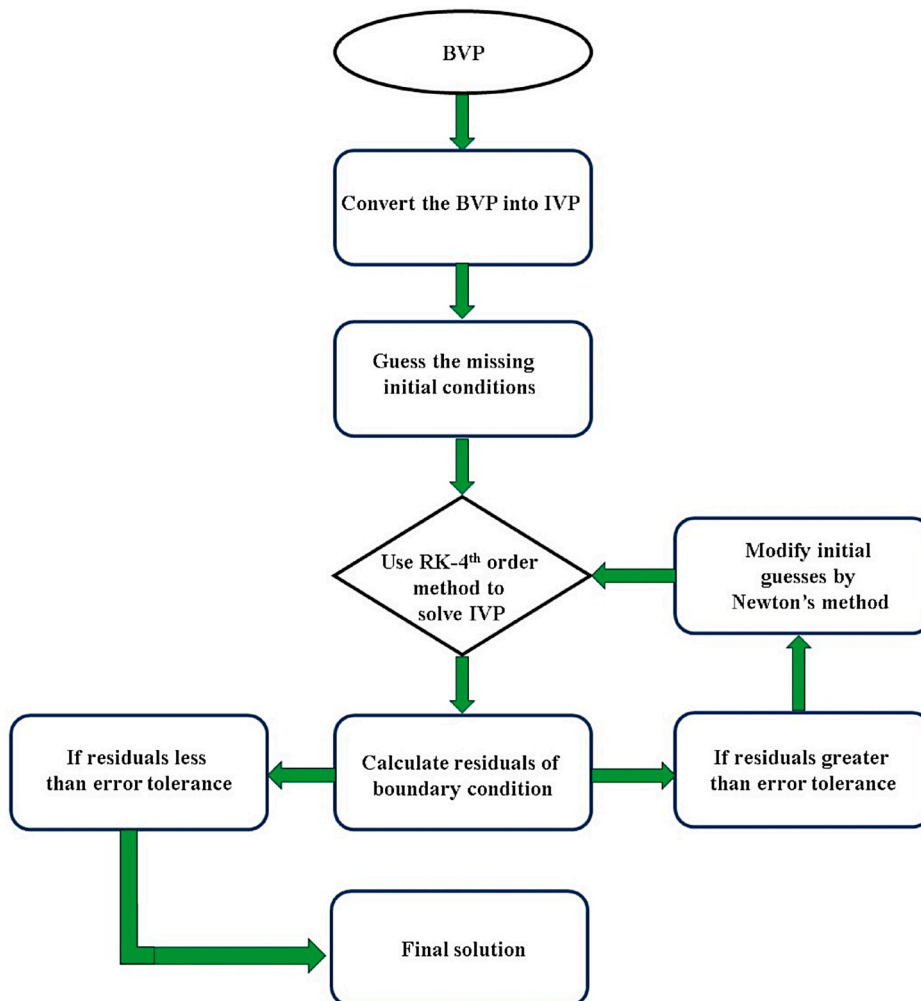 BVP
Convert the BVP into IVP
Guess the missing
initial conditions
Use RK-4th order
method to
solve IVP
Modify initial
guesses by
Newton's method
If residuals less
than error tolerance
Calculate residuals of
boundary condition
If residuals greater
than error tolerance
Final solution